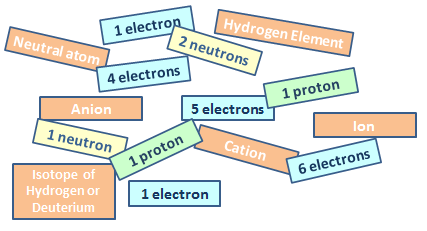 1 electron
Hydrogen Element
Neutral atom
2 neutrons
4 electrons
1 proton
Anion
5 electrons
Ion
1 neutron
1 proton
Cation
6 electrons
Isotope of
Hydrogen or
Deuterium
1 electron